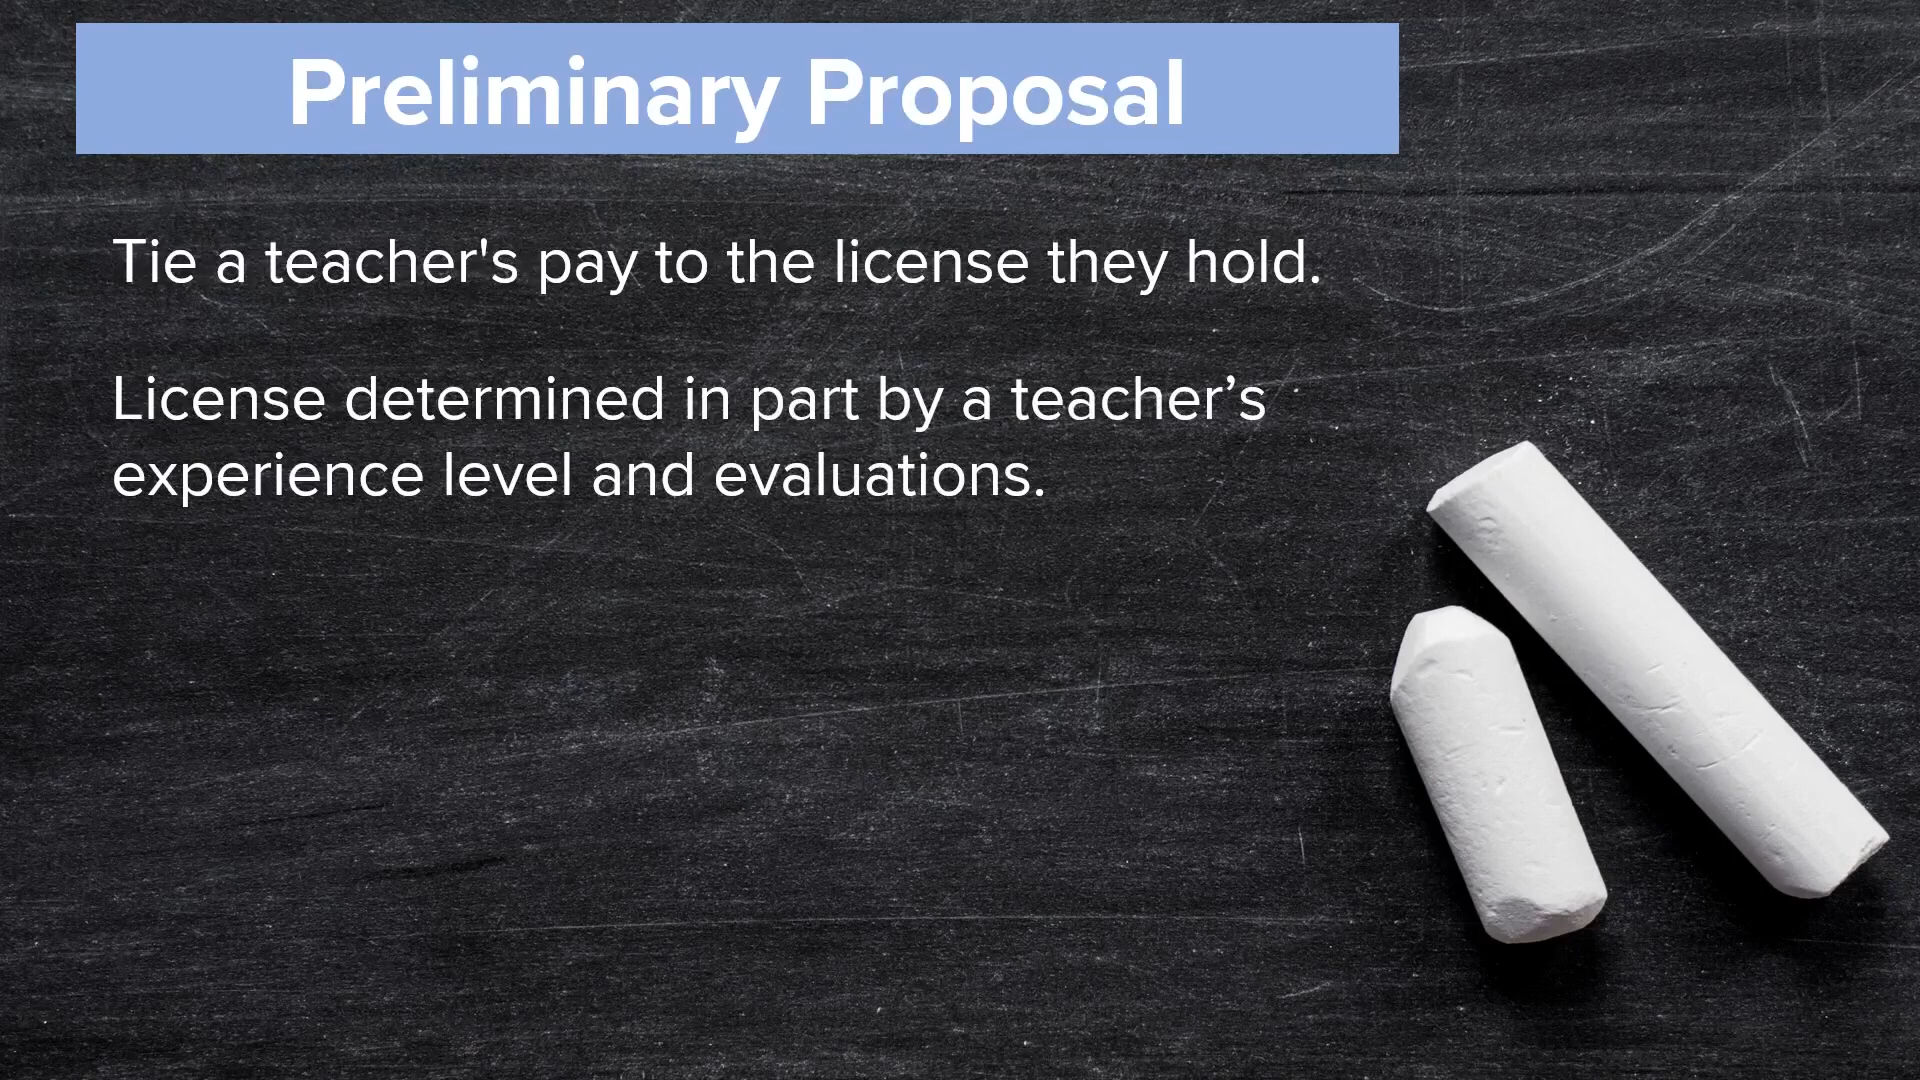 Preliminary Proposal
Tie a teacher's pay to the license they hold.
License determined in part by a teacher’s
experience level and evaluations.